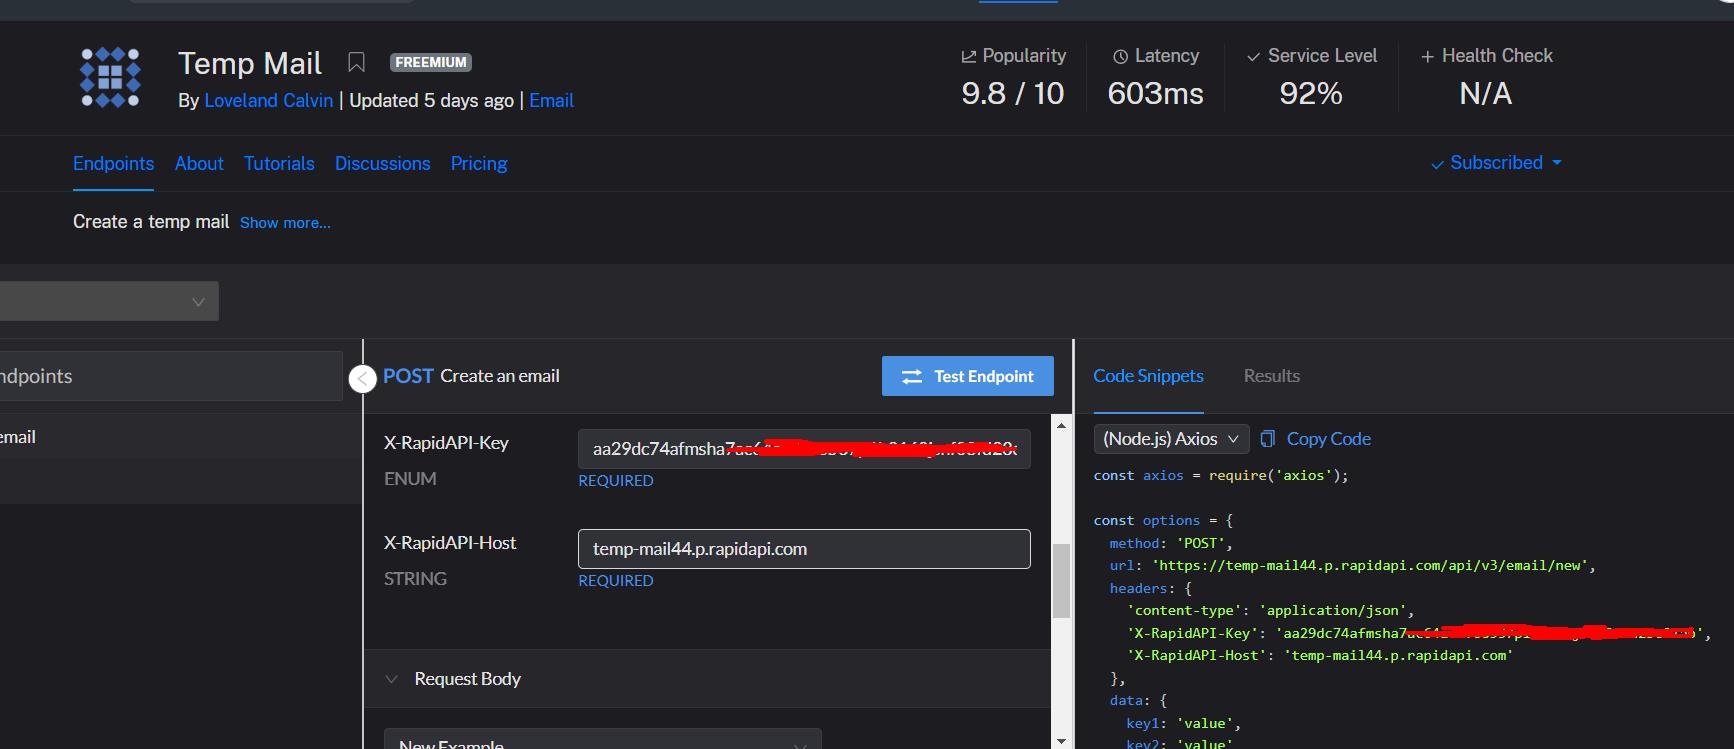 Temp Mail FREEMIUM
By Loveland Calvin | Updated 5 days ago | Email
Popularity
9.8 / 10
Latency
603ms
Service Level
92%
Health Check
N/A
Endpoints About Tutorials Discussions Pricing
Subscribed
Create a temp mail Show more...
ndpoints
email
POST Create an email
Test Endpoint
X-RapidAPI-Key
ENUM
aa29dc74afmsha
REQUIRED
X-RapidAPI-Host
STRING
temp-mail44.p.rapidapi.com
REQUIRED
Request Body
New Example
Code Snippets Results
(Node.js) Axios Copy Code
const axios = require('axios');
const options = {
method: 'POST',
url: 'https://temp-mail44.p.rapidapi.com/api/v3/email/new',
headers: {
'content-type': 'application/json',
'X-RapidAPI-Key': 'aa29dc74afmsha
'X-RapidAPI-Host': 'temp-mail44.p.rapidapi.com'
},
data: {
key1: 'value',
key2: 'value'